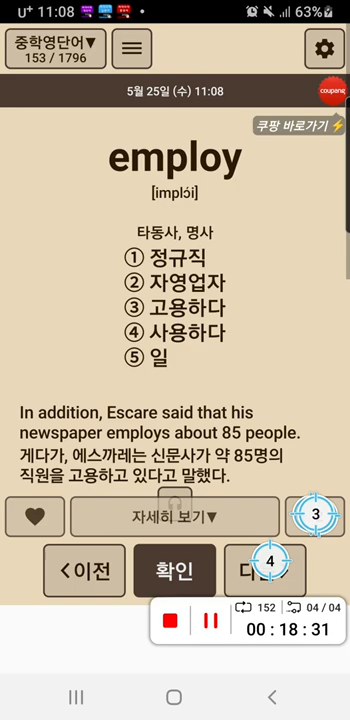 U+ 11:08 63%
중학영단어▼
153 / 1796
5월 25일 (수) 11:08
coupang
쿠팡 바로가기⚡
employ
[implɔ́i]
타동사, 명사
① 정규직
② 자영업자
③ 고용하다
④ 사용하다
⑤ 일
In addition, Escare said that his
newspaper employs about 85 people.
게다가, 에스까레는 신문사가 약 85명의
직원을 고용하고 있다고 말했다.
자세히 보기▼
3
<이전
확인
4
152 04 / 04
00 : 18 : 31